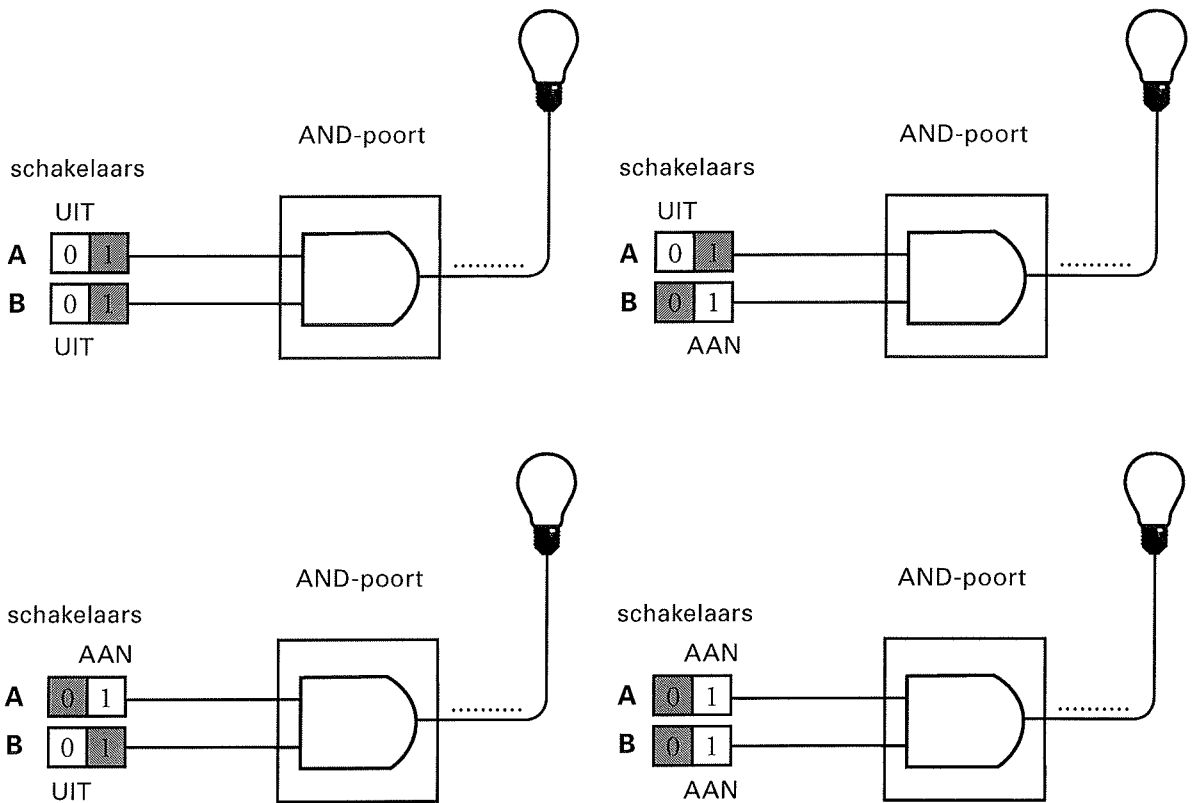 AND-poort
schakelaars
UIT
A 0 1
B 0 1
UIT
..........
AND-poort
schakelaars
UIT
A 0 1
B 0 1
AAN
..........
AND-poort
schakelaars
AAN
A 0 1
B 0 1
UIT
..........
AND-poort
schakelaars
AAN
A 0 1
B 0 1
AAN
..........